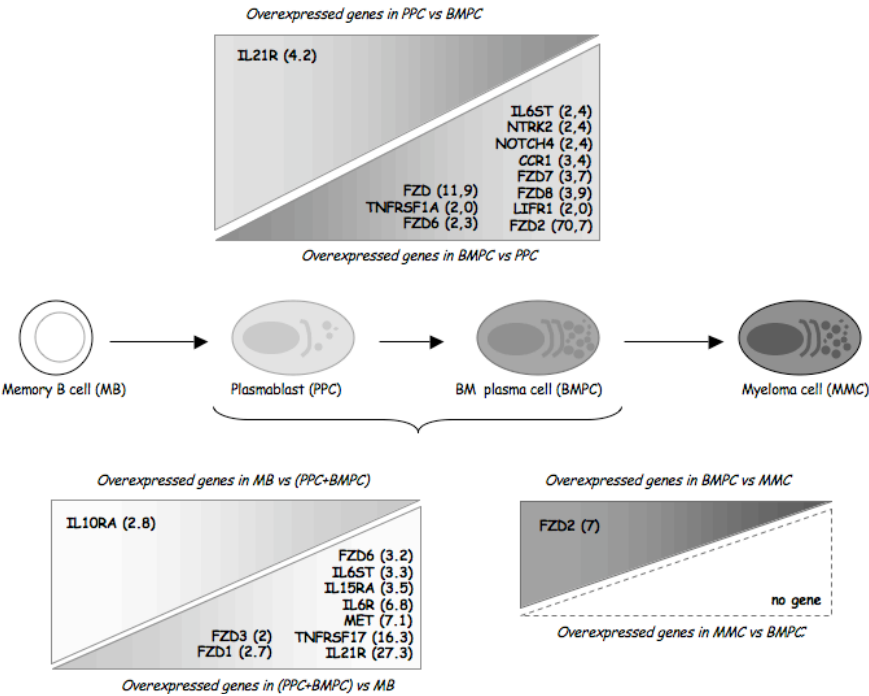 Overexpressed genes in PPC vs BMPC
IL21R (4.2)
IL6ST (2,4)
NTRK2 (2,4)
NOTCH4 (2,4)
CCR1 (3,4)
FZD7 (3,7)
FZD (11,9) FZD8 (3,9)
TNFRSF1A (2,0) LIFR1 (2,0)
FZD6 (2,3) FZD2 (70,7)
Overexpressed genes in BMPC vs PPC
Memory B cell (MB) Plasmablast (PPC) BM plasma cell (BMPC) Myeloma cell (MMC)
Overexpressed genes in MB vs (PPC+BMPC)
IL10RA (2.8)
FZD6 (3.2)
IL6ST (3.3)
IL15RA (3.5)
IL6R (6.8)
MET (7.1)
FZD3 (2) TNFRSF17 (16.3)
FZD1 (2.7) IL21R (27.3)
Overexpressed genes in (PPC+BMPC) vs MB
Overexpressed genes in BMPC vs MMC
FZD2 (7)
no gene
Overexpressed genes in MMC vs BMPC